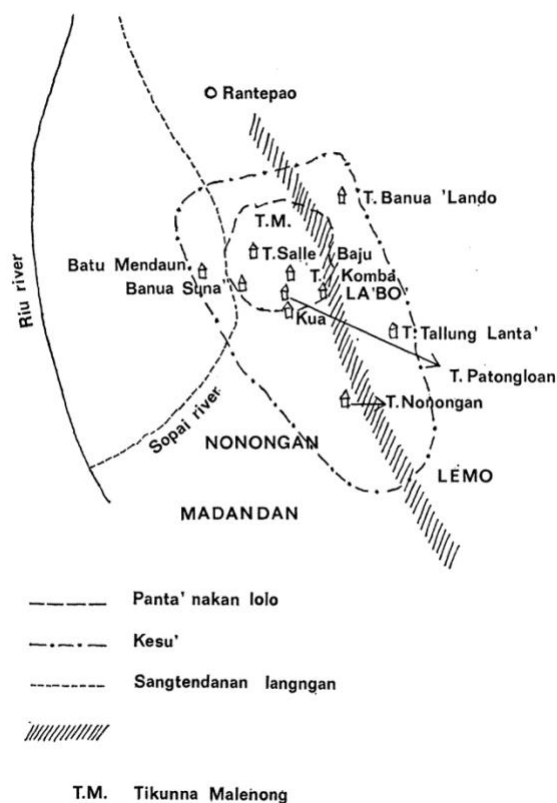 Rantepao
T. Banua 'Lando
T.M.
T. Salle
Baju
Batu Mendaun
T. Komba
Banua Suna'
LA'BO'
Kua
T. Tallung Lanta'
T. Patongloan
T. Nonongan
Riu river
Sopai river
NONONGAN
LEMO
MADANDAN
Panta' nakan lolo
Kesu'
Sangtendanan langngan
T.M. Tikunna Malenong